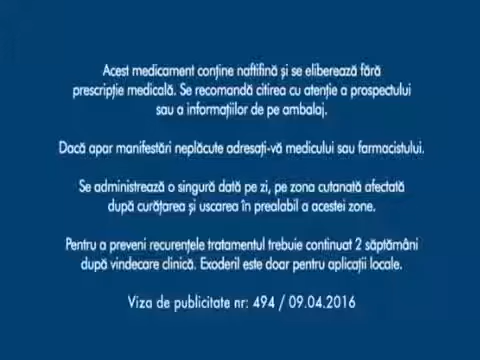 Acest medicament conține naftifină și se eliberează fără
prescripție medicală. Se recomandă citirea cu atenție a prospectului
sau a informațiilor de pe ambalaj.
Dacă apar manifestări neplăcute adresați-vă medicului sau farmacistului.
Se administrează o singură dată pe zi, pe zona cutanată afectată
după curățarea și uscarea în prealabil a acestei zone.
Pentru a preveni recurențele tratamentul trebuie continuat 2 săptămâni
după vindecare clinică. Exoderil este doar pentru aplicații locale.
Viza de publicitate nr: 494 / 09.04.2016